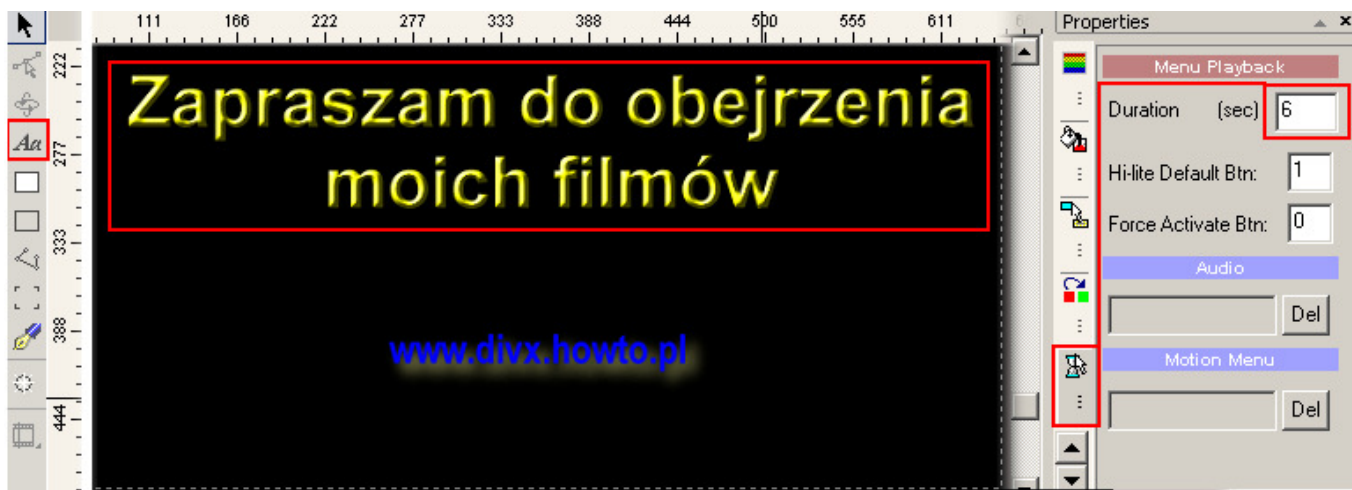 111 166 222 277 333 388 444 500 555 611
Properties
222
277
333
388
444
Aa
Zapraszam do obejrzenia
moich filmów
www.divx.howto.pl
Menu Playback
Duration (sec) 6
Hi-lite Default Btn: 1
Force Activate Btn: 0
Audio
Del
Motion Menu
Del